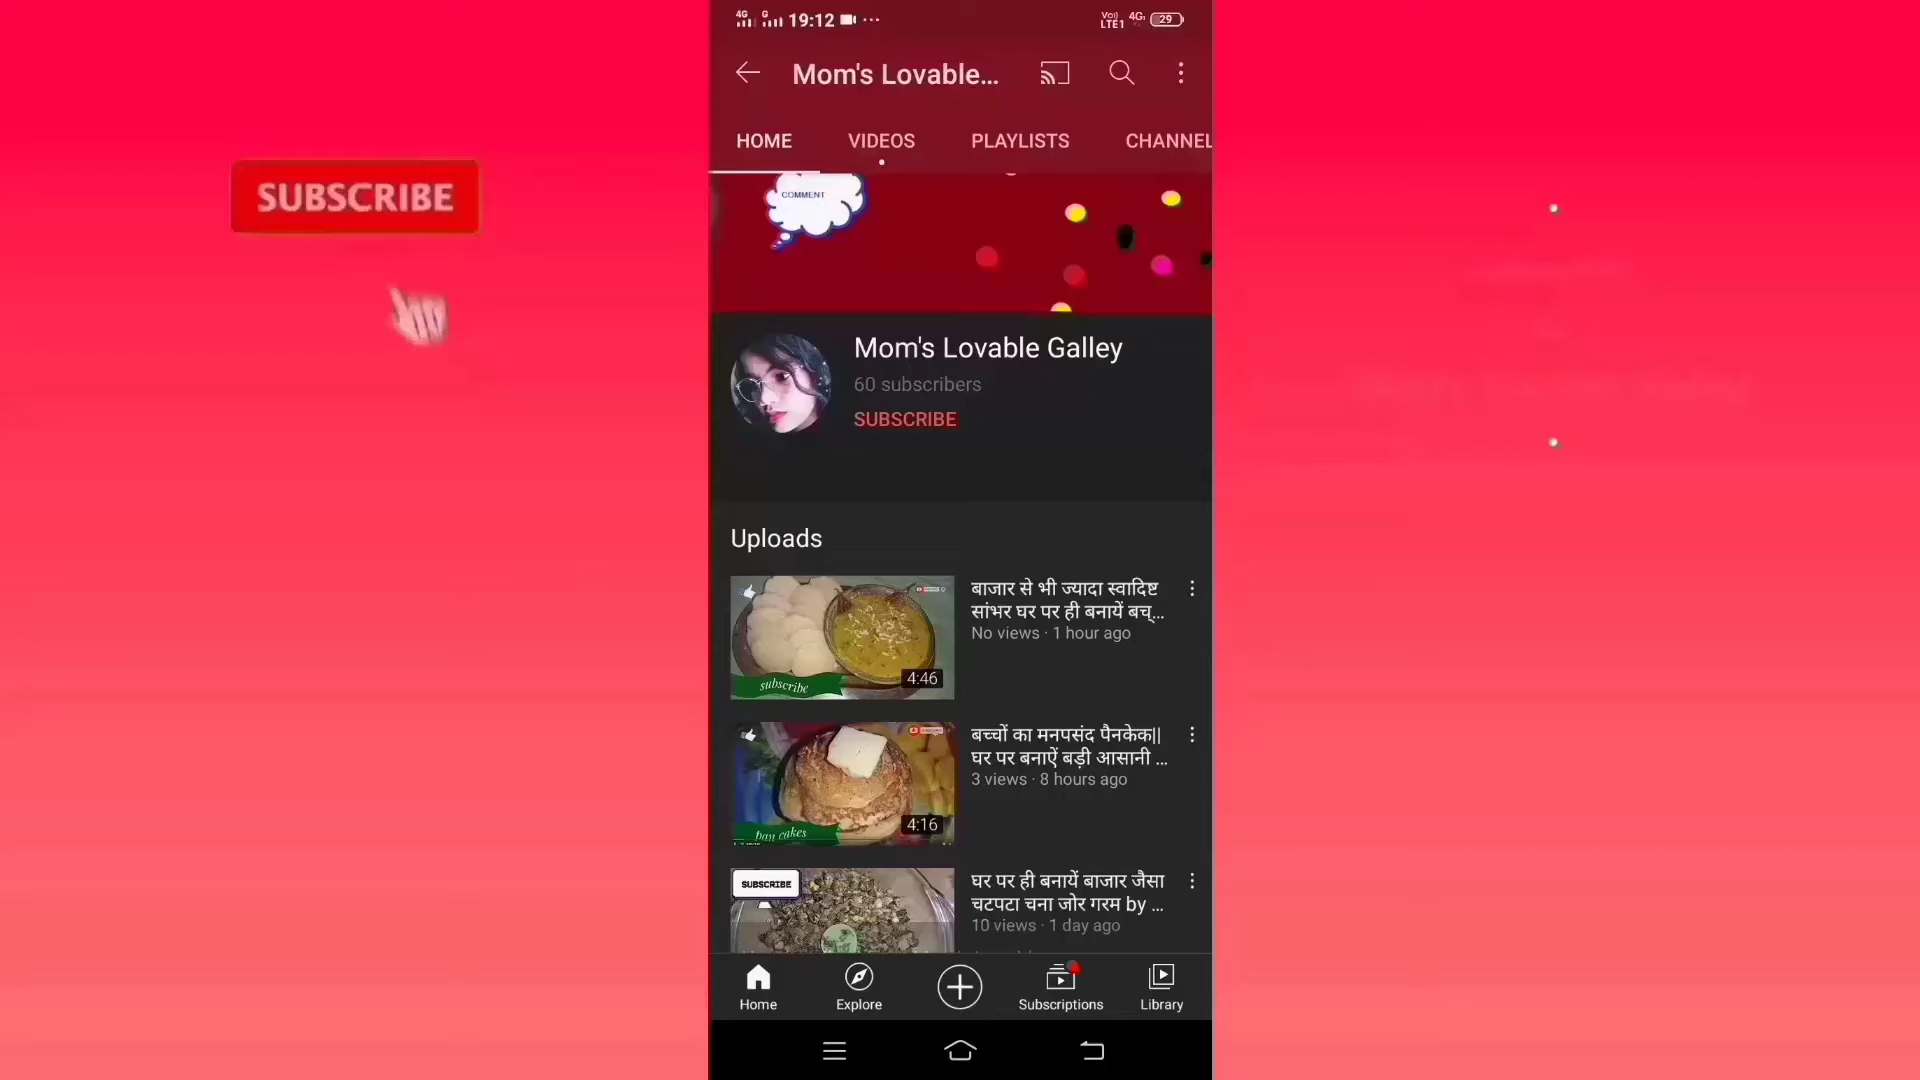 19:12
29
Mom's Lovable...
HOME VIDEOS PLAYLISTS CHANNEL
SUBSCRIBE
COMMENT
Mom's Lovable Galley
60 subscribers
SUBSCRIBE
Uploads
बाजार से भी ज्यादा स्वादिष्ट
सांभर घर पर ही बनायें बच्...
No views · 1 hour ago
subscribe
4:46
बच्चों का मनपसंद पैनकेक||
घर पर बनाऐं बड़ी आसानी ...
3 views · 8 hours ago
pan cakes
4:16
SUBSCRIBE
घर पर ही बनायें बाजार जैसा
चटपटा चना जोर गरम by ...
10 views · 1 day ago
Home Explore Subscriptions Library